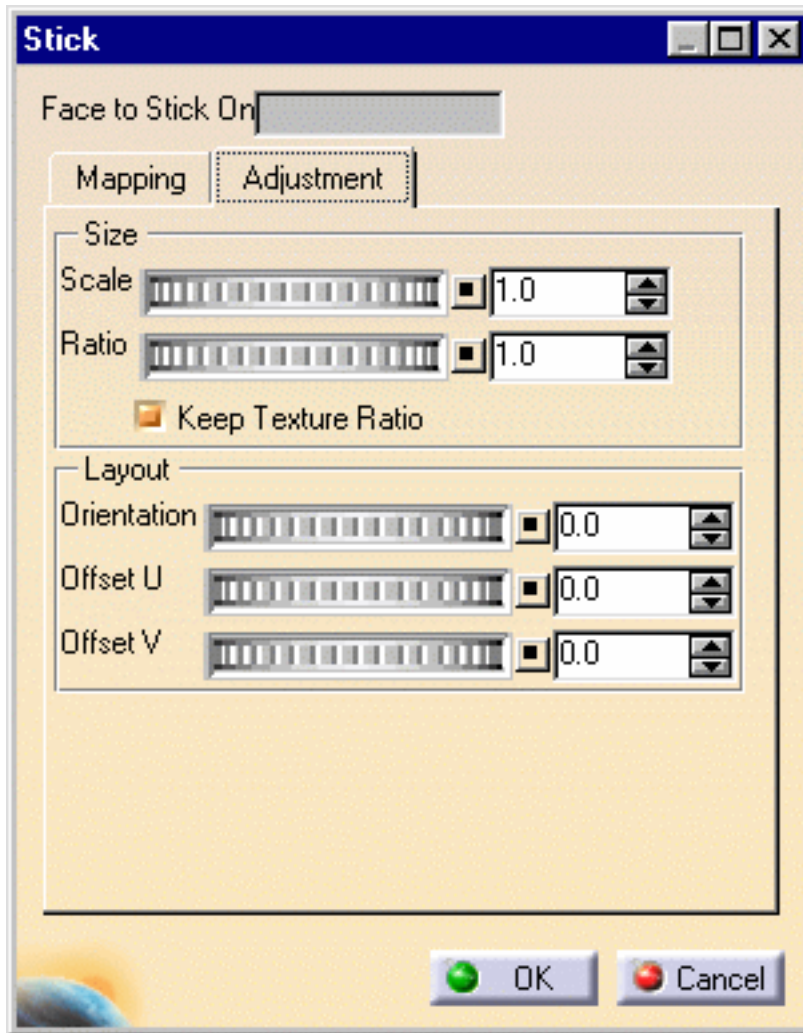 Stick
Face to Stick On
Mapping Adjustment
Size
Scale 1.0
Ratio 1.0
Keep Texture Ratio
Layout
Orientation 0.0
Offset U 0.0
Offset V 0.0
OK Cancel